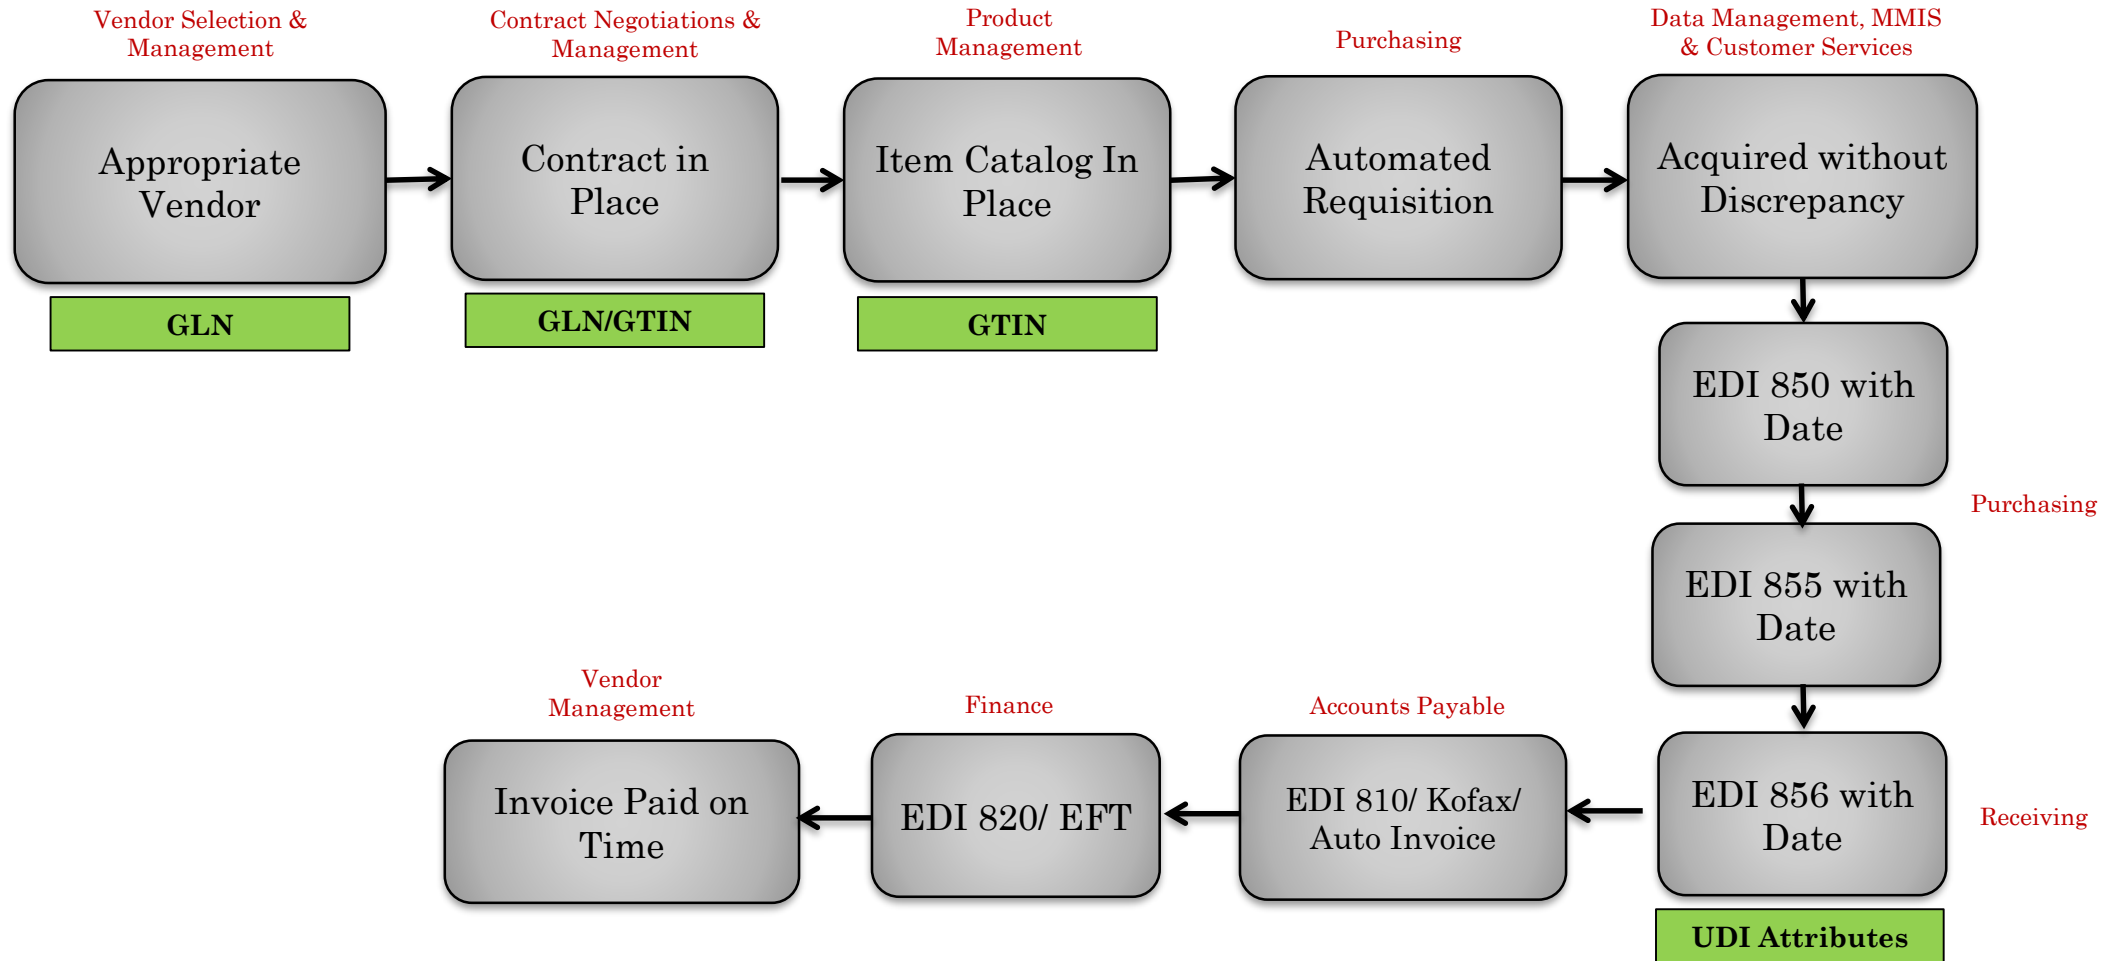 Vendor Selection &
Management
Contract Negotiations &
Management
Product
Management
Purchasing
Data Management, MMIS
& Customer Services
Appropriate
Vendor
Contract in
Place
Item Catalog In
Place
Automated
Requisition
Acquired without
Discrepancy
GLN
GLN/GTIN
GTIN
EDI 850 with
Date
Purchasing
EDI 855 with
Date
Vendor
Management
Finance
Accounts Payable
Invoice Paid on
Time
EDI 820/ EFT
EDI 810/ Kofax/
Auto Invoice
EDI 856 with
Date
Receiving
UDI Attributes